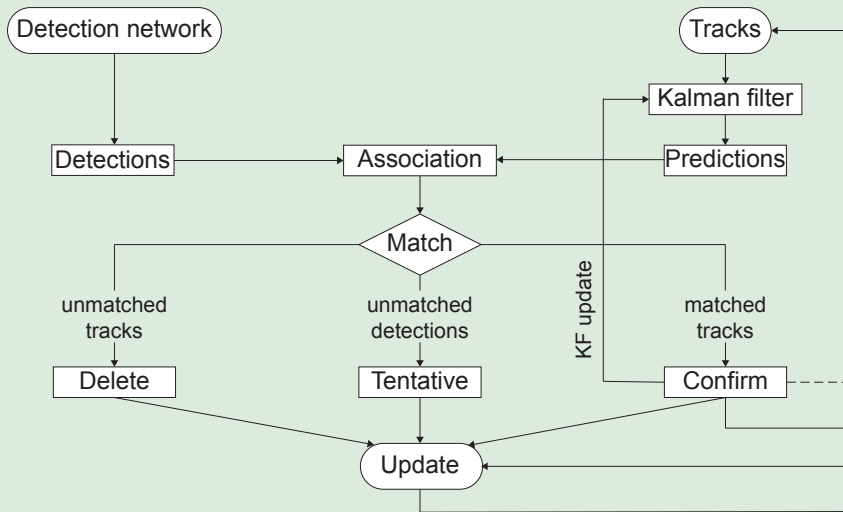 Detection network
Tracks
Kalman filter
Detections
Association
Predictions
Match
unmatched
tracks
unmatched
detections
KF update
matched
tracks
Delete
Tentative
Confirm
Update